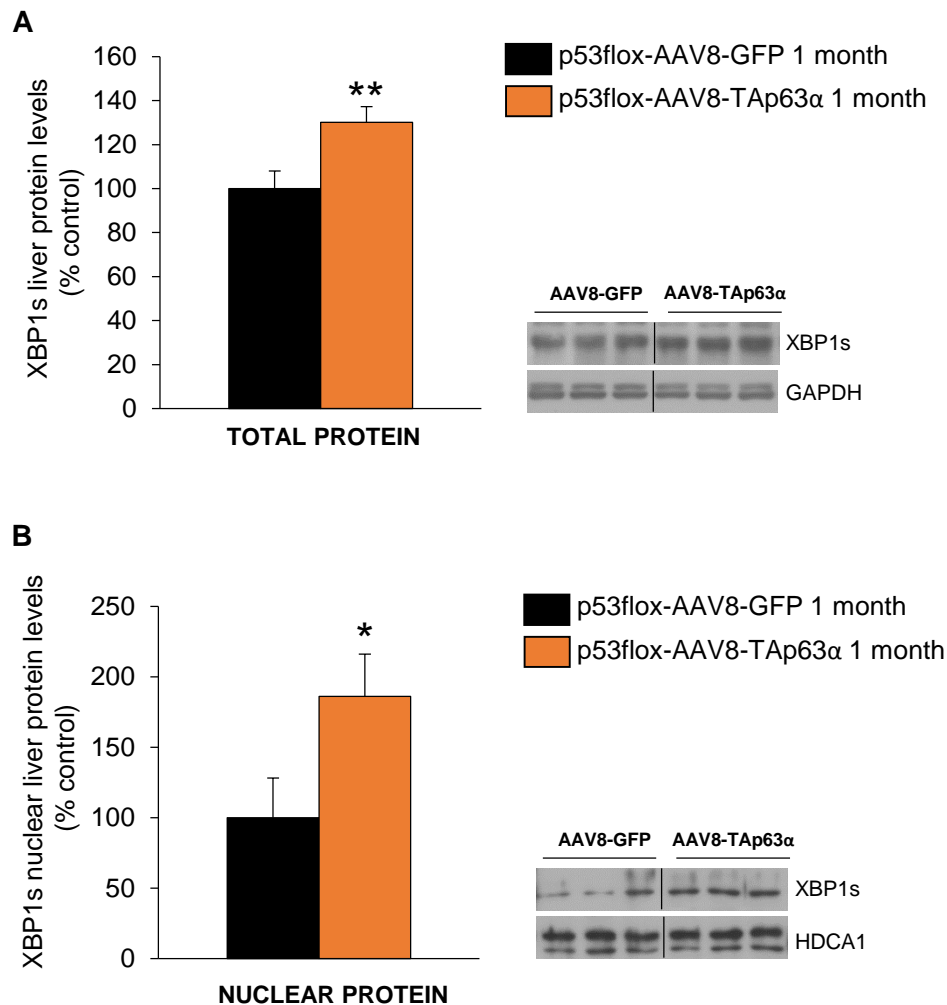 A
XBP1s liver protein levels
(% control)
160
140
120
100
80
60
40
20
0
**
TOTAL PROTEIN
p53flox-AAV8-GFP 1 month
p53flox-AAV8-TAp63α 1 month
AAV8-GFP AAV8-TAp63α
XBP1s
GAPDH
B
XBP1s nuclear liver protein levels
(% control)
250
200
150
100
50
0
*
NUCLEAR PROTEIN
p53flox-AAV8-GFP 1 month
p53flox-AAV8-TAp63α 1 month
AAV8-GFP AAV8-TAp63α
XBP1s
HDCA1